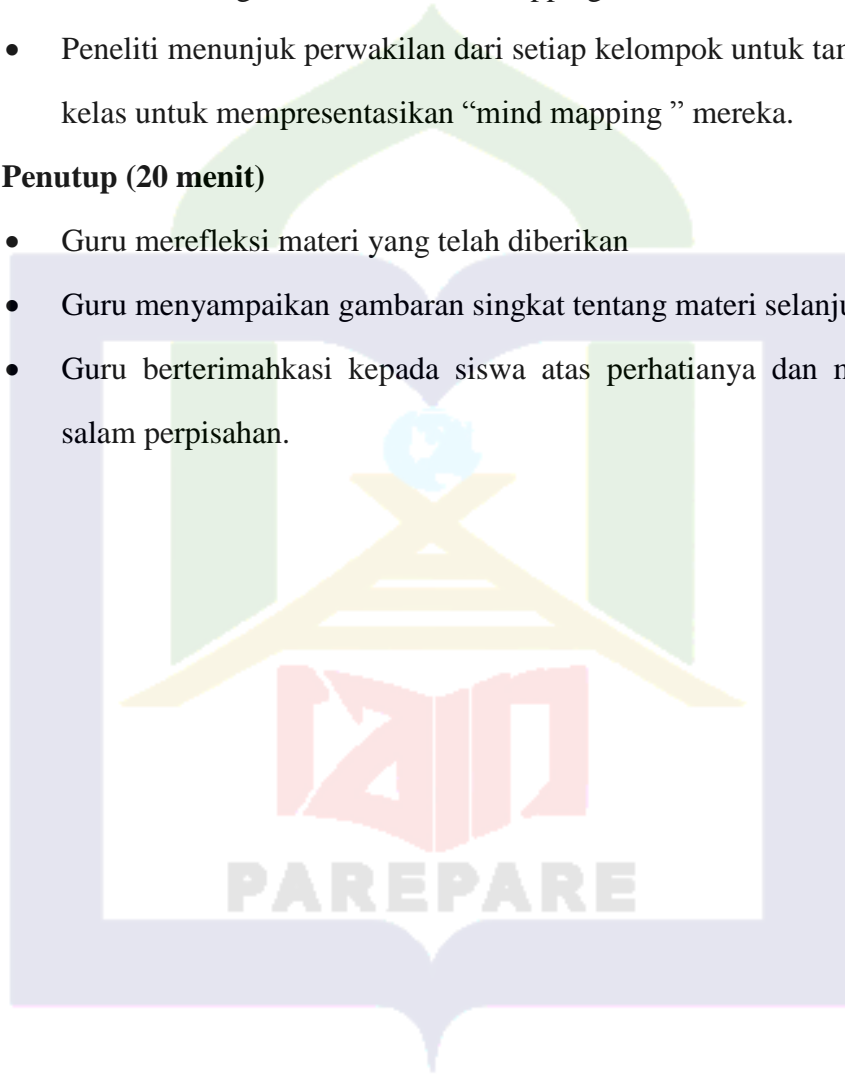 • Peneliti menunjuk perwakilan dari setiap kelompok untuk
kelas untuk mempresentasikan “mind mapping ” mereka.
Penutup (20 menit)
• Guru merefleksi materi yang telah diberikan
• Guru menyampaikan gambaran singkat tentang materi
• Guru berterimahkasi kepada siswa atas perhatianya dan
salam perpisahan.
PAREPARE